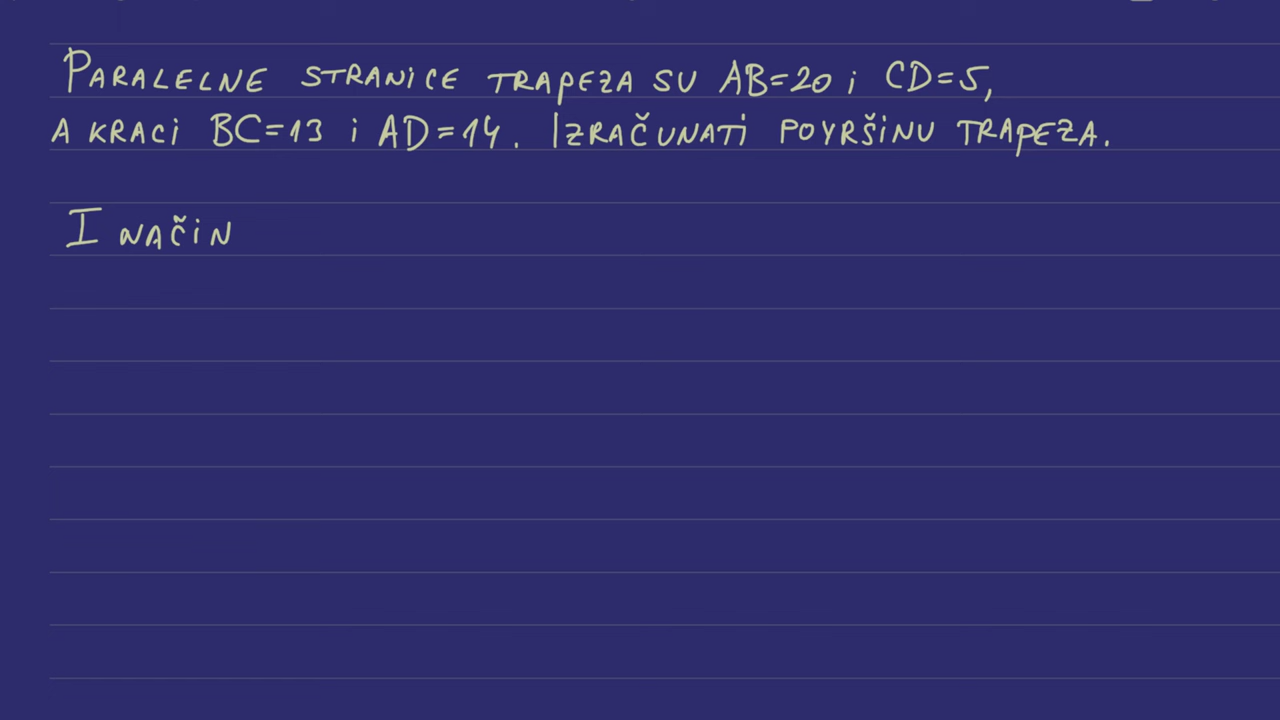 PARALELNE STRANICE TRAPEZA SU AB=20 i CD=5,
A KRACI BC=13 i AD=14. IZRAČUNATI POVRŠINU TRAPEZA.
I NAČIN